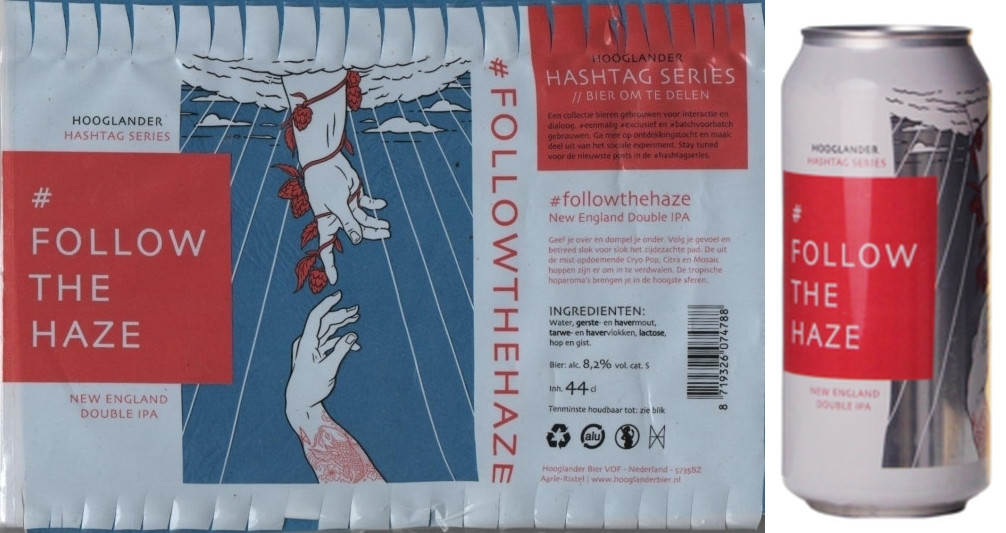 HOOGLANDER
HASHTAG SERIES
#
FOLLOW
THE
HAZE
NEW ENGLAND
DOUBLE IPA
#FOLLOWTHEHAZE
HOOGLANDER
HASHTAG SERIES
// BIER OM TE DELEN
Een collectie bieren gebrouwen voor interactie en
dialoog. #eenmalig #exclusief en #batchvoorbatch
gebrouwen. Ga mee op ontdekkingstocht en maak
deel uit van het sociale experiment. Stay tuned
voor de nieuwste posts in de #hashtagseries.
#followthehaze
New England Double IPA
Geef je over en dompel je onder. Volg je gevoel en
betreed slok voor slok het zijdezachte pad. De uit
de mist opdoemende Cryo Pop, Citra en Mosaic
hoppen zijn er om in te verdwalen. De tropische
hoparoma's brengen je in de hoogste sferen.
INGREDIENTEN:
Water, gerste- en havermout,
tarwe- en havervlokken, lactose,
hop en gist.
Bier: alc. 8,2% vol. cat. S
Inh. 44 cl
Tenminste houdbaar tot: zie blik
alu
8 719326 074788
Hooglander Bier VOF - Nederland - 5735BZ
Aarle-Rixtel | www.hooglanderbier.nl
HOOGLANDER
HASHTAG SERIES
#
FOLLOW
THE
HAZE
NEW ENGLAND
DOUBLE IPA